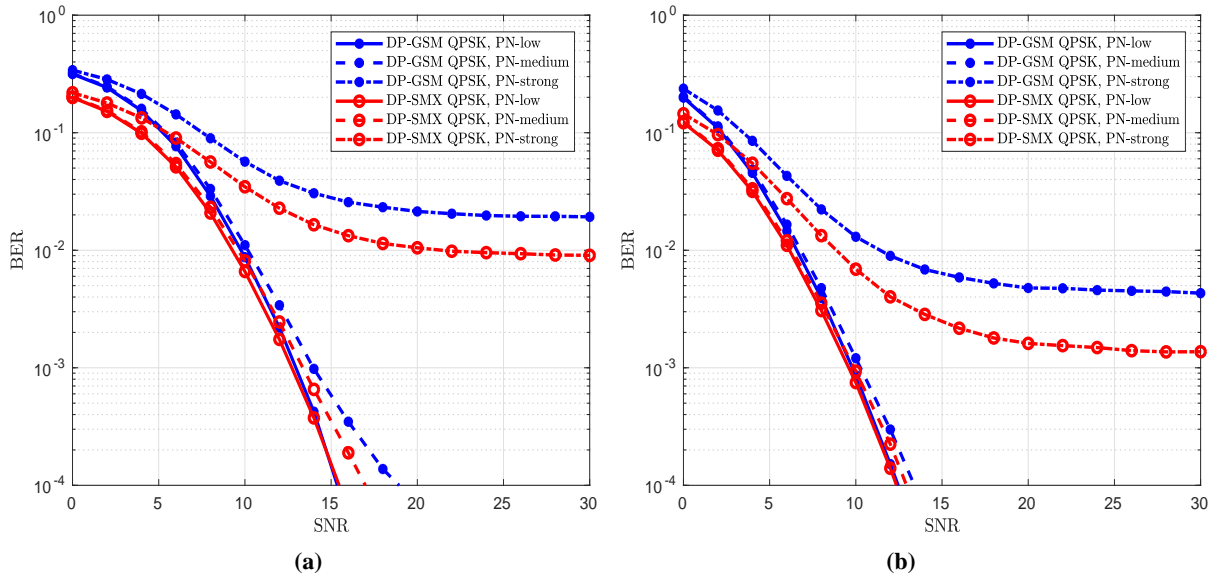 10^0
10^-1
10^-2
10^-3
10^-4
BER
0 5 10 15 20 25 30
SNR
DP-GSM QPSK, PN-low
DP-GSM QPSK, PN-medium
DP-GSM QPSK, PN-strong
DP-SMX QPSK, PN-low
DP-SMX QPSK, PN-medium
DP-SMX QPSK, PN-strong
(a)
10^0
10^-1
10^-2
10^-3
10^-4
BER
0 5 10 15 20 25 30
SNR
DP-GSM QPSK, PN-low
DP-GSM QPSK, PN-medium
DP-GSM QPSK, PN-strong
DP-SMX QPSK, PN-low
DP-SMX QPSK, PN-medium
DP-SMX QPSK, PN-strong
(b)